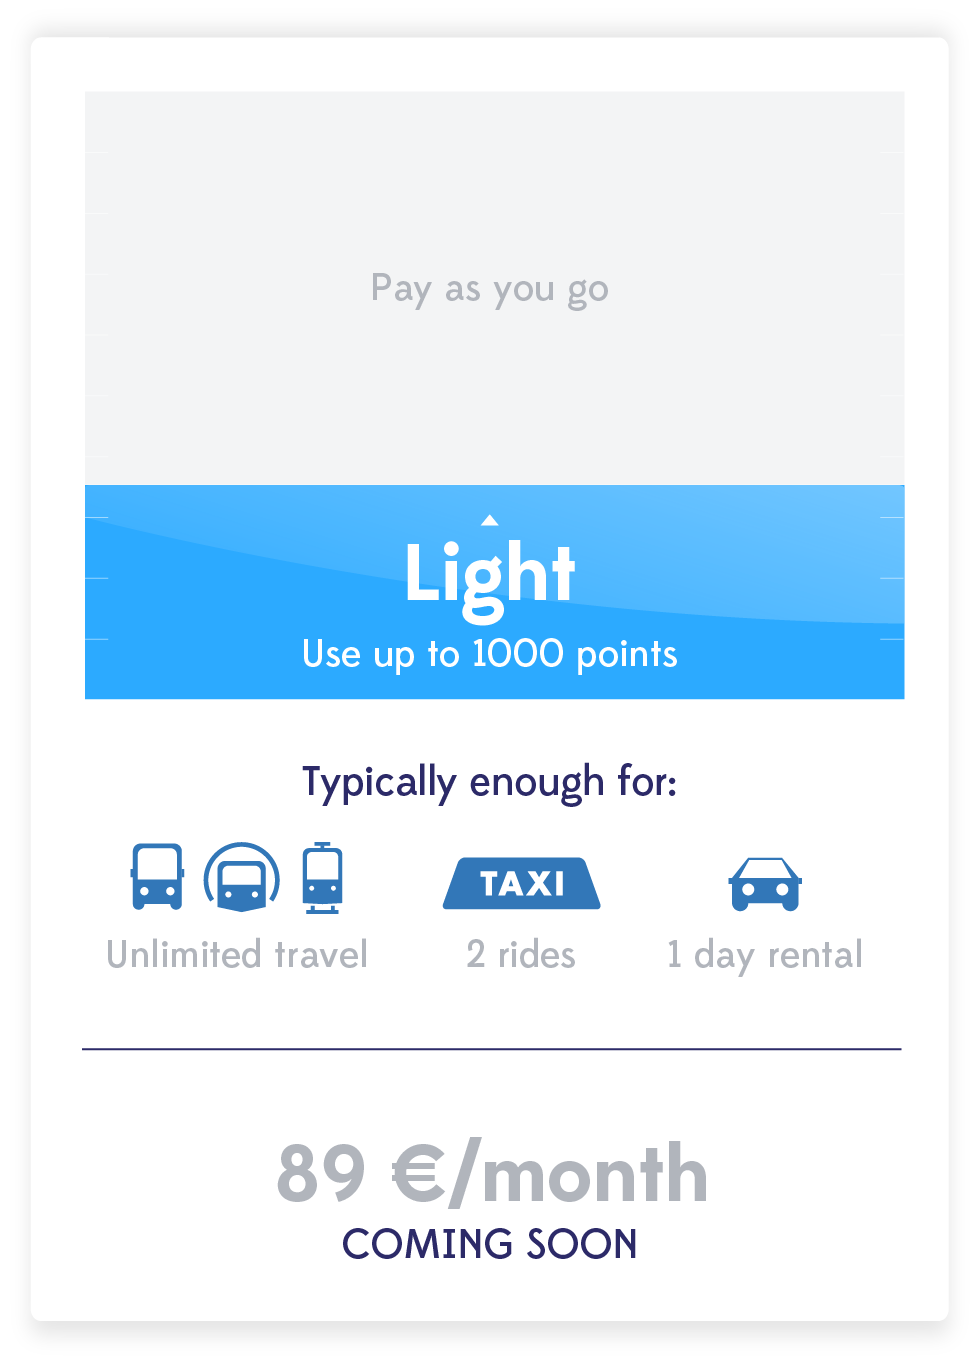 Pay as you go
Light
Use up to 1000 points
Typically enough for:
TAXI
Unlimited travel
2 rides
1 day rental
89 €/month
COMING SOON